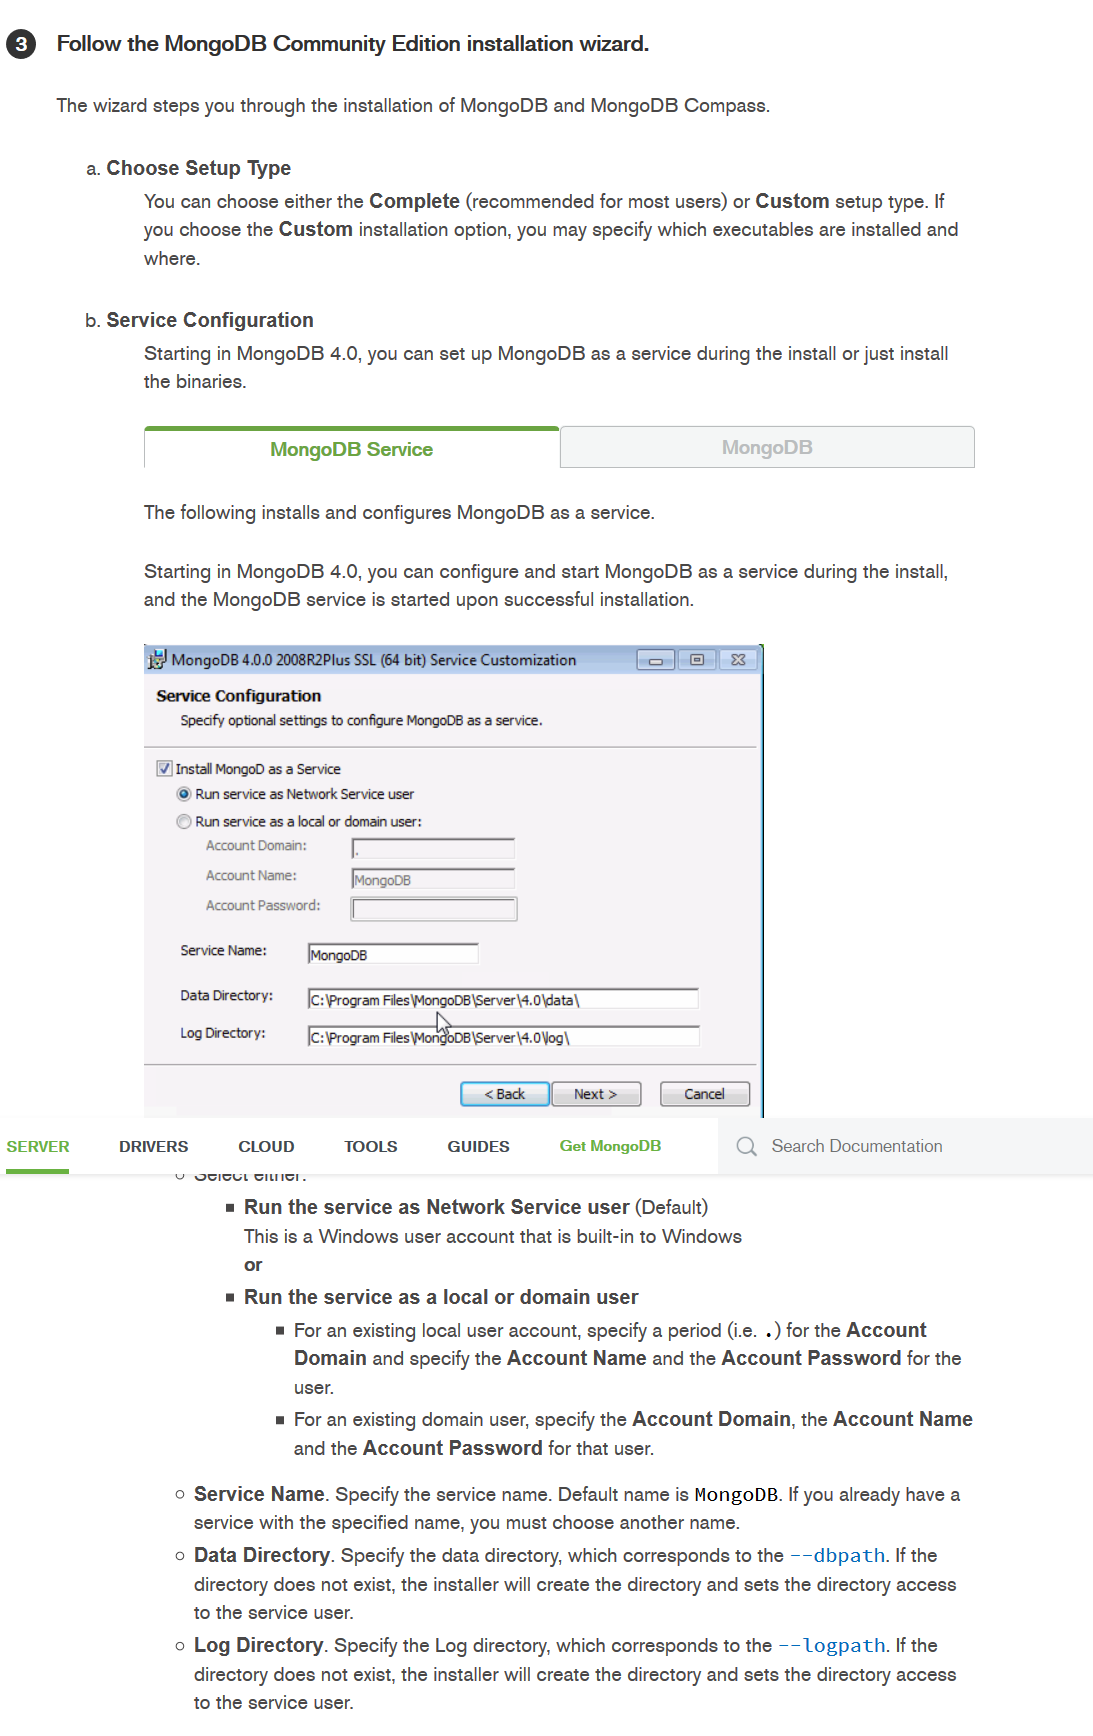 3 Follow the MongoDB Community Edition installation wizard.
The wizard steps you through the installation of MongoDB and MongoDB Compass.
a. Choose Setup Type
You can choose either the Complete (recommended for most users) or Custom setup type. If
you choose the Custom installation option, you may specify which executables are installed and
where.
b. Service Configuration
Starting in MongoDB 4.0, you can set up MongoDB as a service during the install or just install
the binaries.
MongoDB Service MongoDB
The following installs and configures MongoDB as a service.
Starting in MongoDB 4.0, you can configure and start MongoDB as a service during the install,
and the MongoDB service is started upon successful installation.
MongoDB 4.0.0 2008R2Plus SSL (64 bit) Service Customization
Service Configuration
Specify optional settings to configure MongoDB as a service.
Install MongoD as a Service
Run service as Network Service user
Run service as a local or domain user:
Account Domain: .
Account Name: MongoDB
Account Password:
Service Name: MongoDB
Data Directory: C:\Program Files\MongoDB\Server\4.0\data\
Log Directory: C:\Program Files\MongoDB\Server\4.0\log\
< Back Next > Cancel
SERVER DRIVERS CLOUD TOOLS GUIDES Get MongoDB Search Documentation
Select either:
Run the service as Network Service user (Default)
This is a Windows user account that is built-in to Windows
or
Run the service as a local or domain user
For an existing local user account, specify a period (i.e. .) for the Account
Domain and specify the Account Name and the Account Password for the
user.
For an existing domain user, specify the Account Domain, the Account Name
and the Account Password for that user.
Service Name. Specify the service name. Default name is MongoDB. If you already have a
service with the specified name, you must choose another name.
Data Directory. Specify the data directory, which corresponds to the --dbpath. If the
directory does not exist, the installer will create the directory and sets the directory access
to the service user.
Log Directory. Specify the Log directory, which corresponds to the --logpath. If the
directory does not exist, the installer will create the directory and sets the directory access
to the service user.